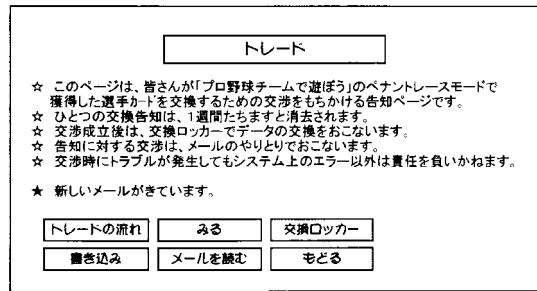 トレード
☆ このページは、皆さんが「プロ野球チームで遊ぼう」のペナントレースモードで
獲得した選手カードを交換するための交渉をもちかける告知ページです。
☆ ひとつの交換告知は、1週間たちますと消去されます。
☆ 交渉成立後は、交換ロッカーでデータの交換をおこないます。
☆ 告知に対する交渉は、メールのやりとりでおこないます。
☆ 交渉時にトラブルが発生してもシステム上のエラー以外は責任を負いかねます。
★ 新しいメールがきています。
トレードの流れ みる 交換ロッカー
書き込み メールを読む もどる